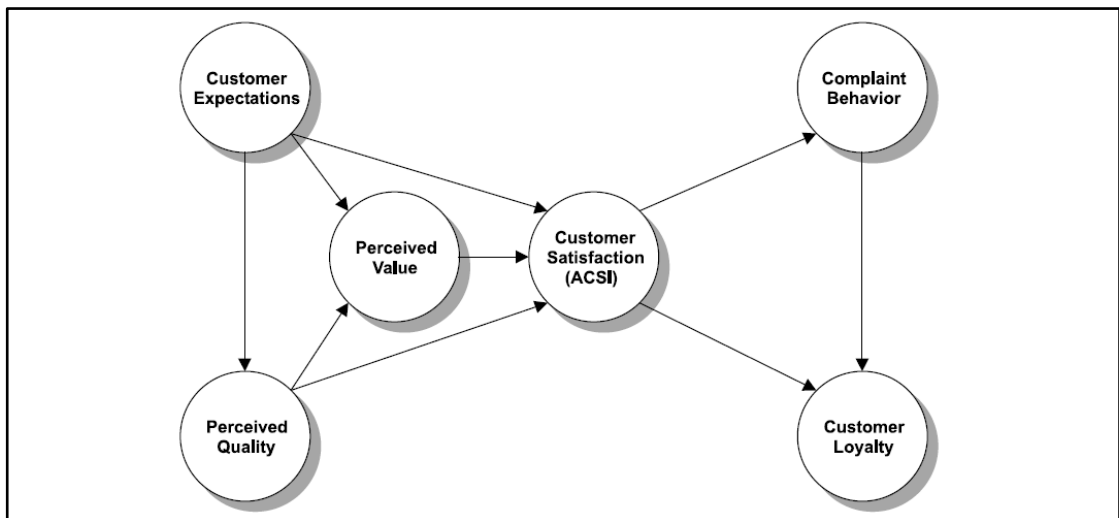 Customer
Expectations
Complaint
Behavior
Perceived
Value
Customer
Satisfaction
(ACSI)
Perceived
Quality
Customer
Loyalty